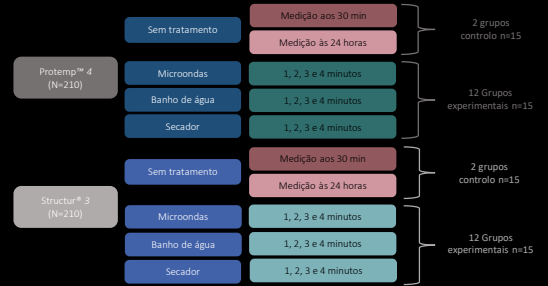 Protemp™ 4
(N=210)
Sem tratamento
Medição aos 30 min
Medição às 24 horas
2 grupos
controlo n=15
Microondas
1, 2, 3 e 4 minutos
Banho de água
1, 2, 3 e 4 minutos
Secador
1, 2, 3 e 4 minutos
12 Grupos
experimentais n=15
Structur® 3
(N=210)
Sem tratamento
Medição aos 30 min
Medição às 24 horas
2 grupos
controlo n=15
Microondas
1, 2, 3 e 4 minutos
Banho de água
1, 2, 3 e 4 minutos
Secador
1, 2, 3 e 4 minutos
12 Grupos
experimentais n=15